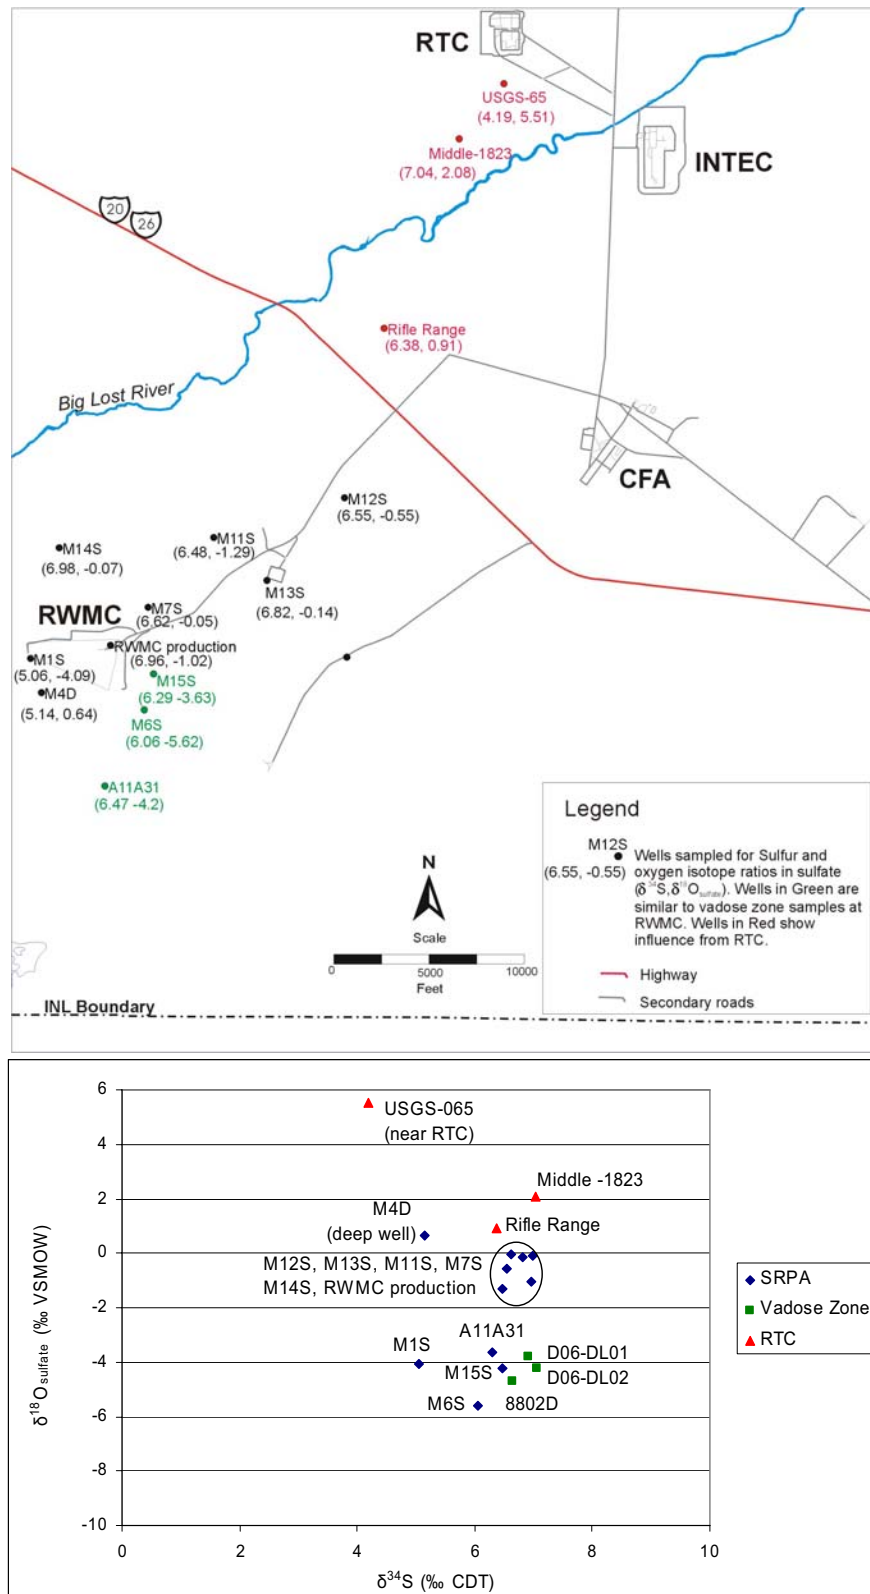 RTC
USGS-65
(4.19, 5.51)
Middle-1823
(7.04, 2.08)
INTEC
20
26
Rifle Range
(6.38, 0.91)
Big Lost River
CFA
M12S
(6.55, -0.55)
M11S
(6.48, -1.29)
M14S
(6.98, -0.07)
M13S
(6.82, -0.14)
RWMC
M7S
(6.62, -0.05)
RWMC production
(6.96, -1.02)
M1S
(5.06, -4.09)
M15S
(6.29 -3.63)
M4D
(5.14, 0.64)
M6S
(6.06 -5.62)
A11A31
(6.47 -4.2)
Legend
M12S
(6.55, -0.55)
Wells sampled for Sulfur and
oxygen isotope ratios in sulfate
(δ³⁴S,δ¹⁸Osulfate). Wells in Green are
similar to vadose zone samples at
RWMC. Wells in Red show
influence from RTC.
Highway
Secondary roads
N
Scale
0 5000 10000
Feet
INL Boundary
6
4
2
0
-2
-4
-6
-8
-10
δ¹⁸Osulfate (‰ VSMOW)
USGS-065
(near RTC)
Middle -1823
M4D
(deep well)
Rifle Range
M12S, M13S, M11S, M7S
M14S, RWMC production
A11A31
M1S
D06-DL01
M15S
D06-DL02
M6S
8802D
SRPA
Vadose Zone
RTC
0 2 4 6 8 10
δ³⁴S (‰ CDT)